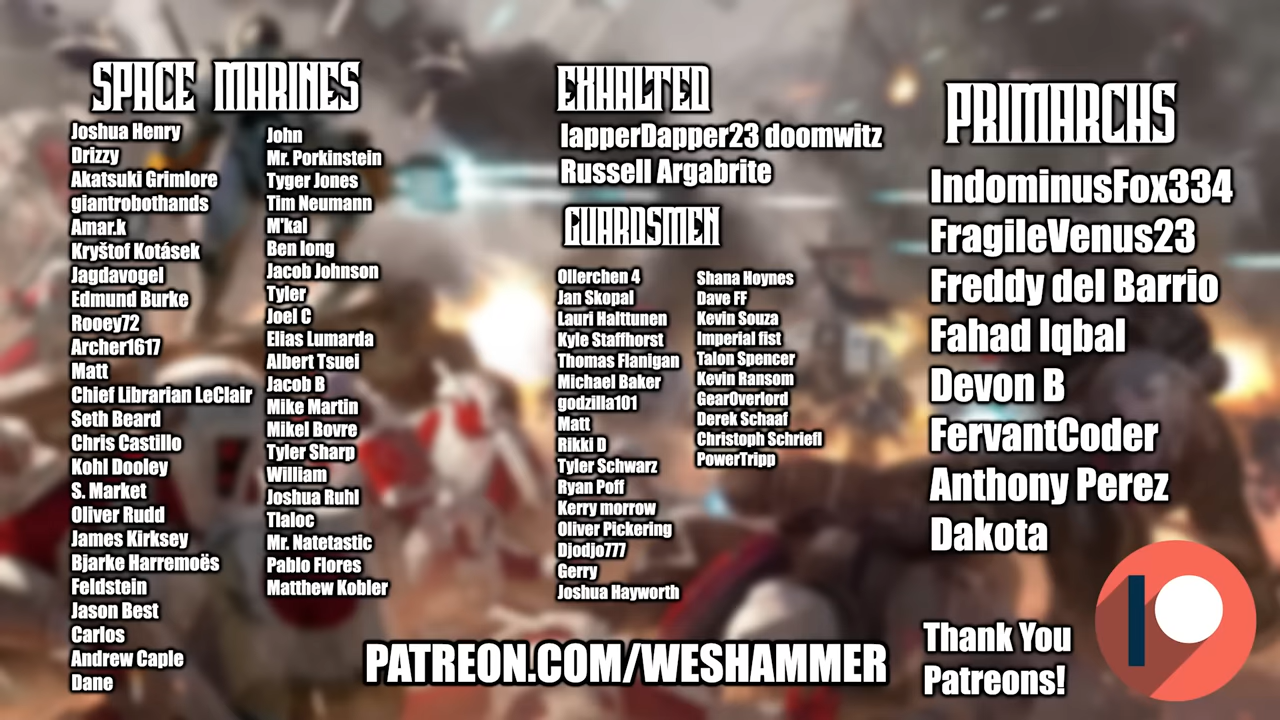 SPACE MARINES
Joshua Henry
Drizzy
Akatsuki Grimlore
giantrobothands
Amar.k
Kryštof Kotásek
Jagdavogel
Edmund Burke
Rooey72
Archer1617
Matt
Chief Librarian LeClair
Seth Beard
Chris Castillo
Kohl Dooley
S. Market
Oliver Rudd
James Kirksey
Bjarke Harremoës
Feldstein
Jason Best
Carlos
Andrew Caple
Dane
John
Mr. Porkinstein
Tyger Jones
Tim Neumann
M'kal
Ben long
Jacob Johnson
Tyler
Joel C
Elias Lumarda
Albert Tsuei
Jacob B
Mike Martin
Mikel Bovre
Tyler Sharp
William
Joshua Ruhl
Tlaloc
Mr. Natetastic
Pablo Flores
Matthew Kobler
EXHALTED
IapperDapper23 doomwitz
Russell Argabrite
GUARDSMEN
Ollerchen 4
Jan Skopal
Lauri Halttunen
Kyle Staffhorst
Thomas Flanigan
Michael Baker
godzilla101
Matt
Rikki D
Tyler Schwarz
Ryan Poff
Kerry morrow
Oliver Pickering
Djodjo777
Gerry
Joshua Hayworth
Shana Hoynes
Dave FF
Kevin Souza
Imperial fist
Talon Spencer
Kevin Ransom
GearOverlord
Derek Schaaf
Christoph Schriefl
PowerTripp
PRIMARCHS
IndominusFox334
FragileVenus23
Freddy del Barrio
Fahad Iqbal
Devon B
FervantCoder
Anthony Perez
Dakota
PATREON.COM/WESHAMMER
Thank You
Patreons!